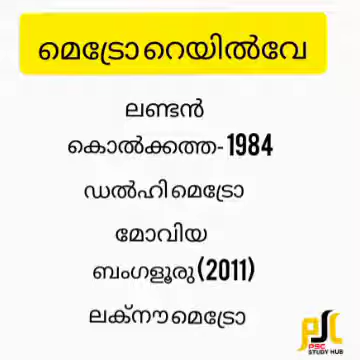 മെട്രോ റെയിൽവേ
ലണ്ടൻ
കൊൽക്കത്ത- 1984
ഡൽഹി മെട്രോ
മോവിയ
ബംഗളൂരു (2011)
ലക്നൗ മെട്രോ
PSC
STUDY HUB